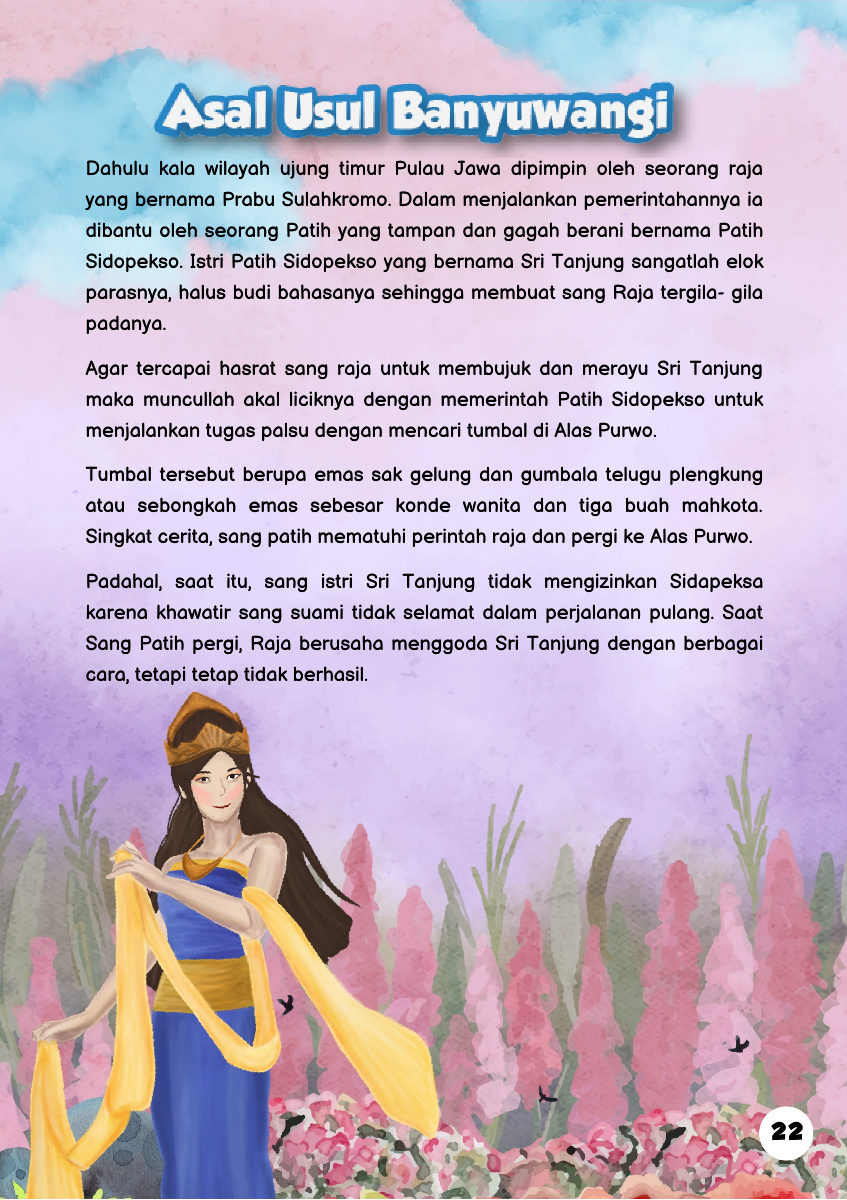 Asal Usul Banyuwangi
Dahulu kala wilayah ujung timur Pulau Jawa dipimpin oleh seorang raja
yang bernama Prabu Sulahkromo. Dalam menjalankan pemerintahannya ia
dibantu oleh seorang Patih yang tampan dan gagah berani bernama Patih
Sidopekso. Istri Patih Sidopekso yang bernama Sri Tanjung sangatlah elok
parasnya, halus budi bahasanya sehingga membuat sang Raja tergila- gila
padanya.
Agar tercapai hasrat sang raja untuk membujuk dan merayu Sri Tanjung
maka muncullah akal liciknya dengan memerintah Patih Sidopekso untuk
menjalankan tugas palsu dengan mencari tumbal di Alas Purwo.
Tumbal tersebut berupa emas sak gelung dan gumbala telugu plengkung
atau sebongkah emas sebesar konde wanita dan tiga buah mahkota.
Singkat cerita, sang patih mematuhi perintah raja dan pergi ke Alas Purwo.
Padahal, saat itu, sang istri Sri Tanjung tidak mengizinkan Sidapeksa
karena khawatir sang suami tidak selamat dalam perjalanan pulang. Saat
Sang Patih pergi, Raja berusaha menggoda Sri Tanjung dengan berbagai
cara, tetapi tetap tidak berhasil.
22